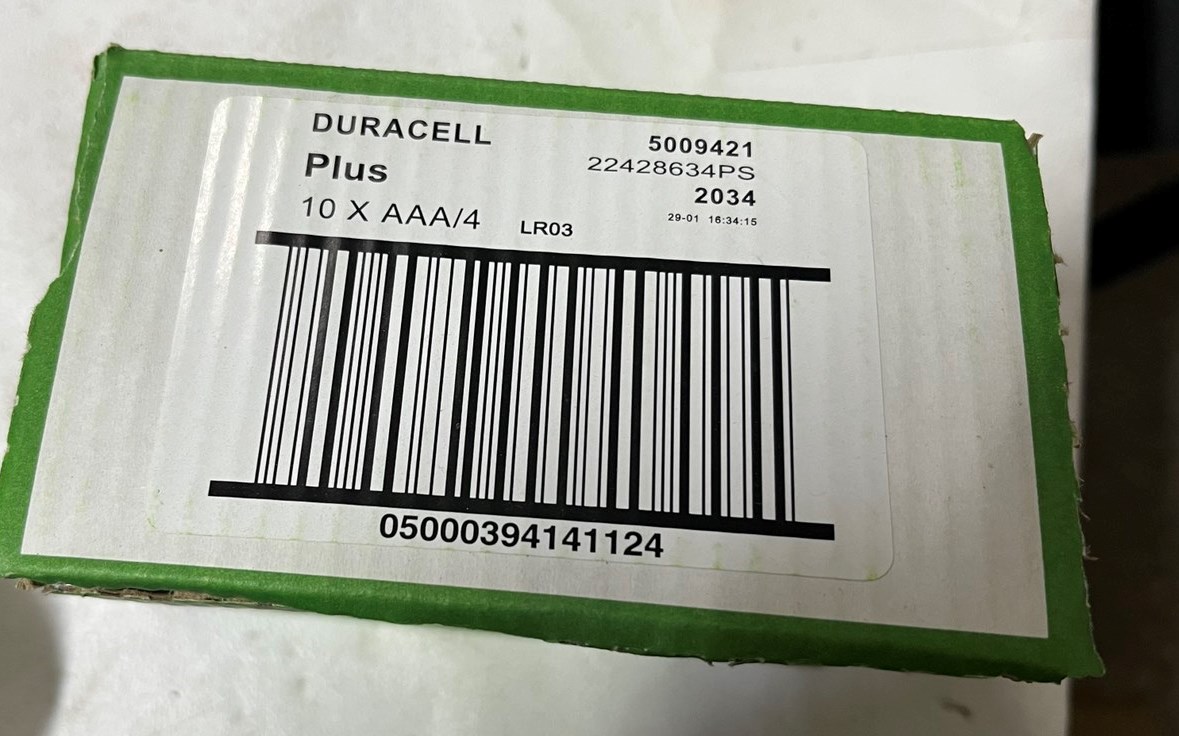 DURACELL
Plus
10 X AAA/4 LR03
5009421
22428634PS
2034
29-01 16:34:15
05000394141124